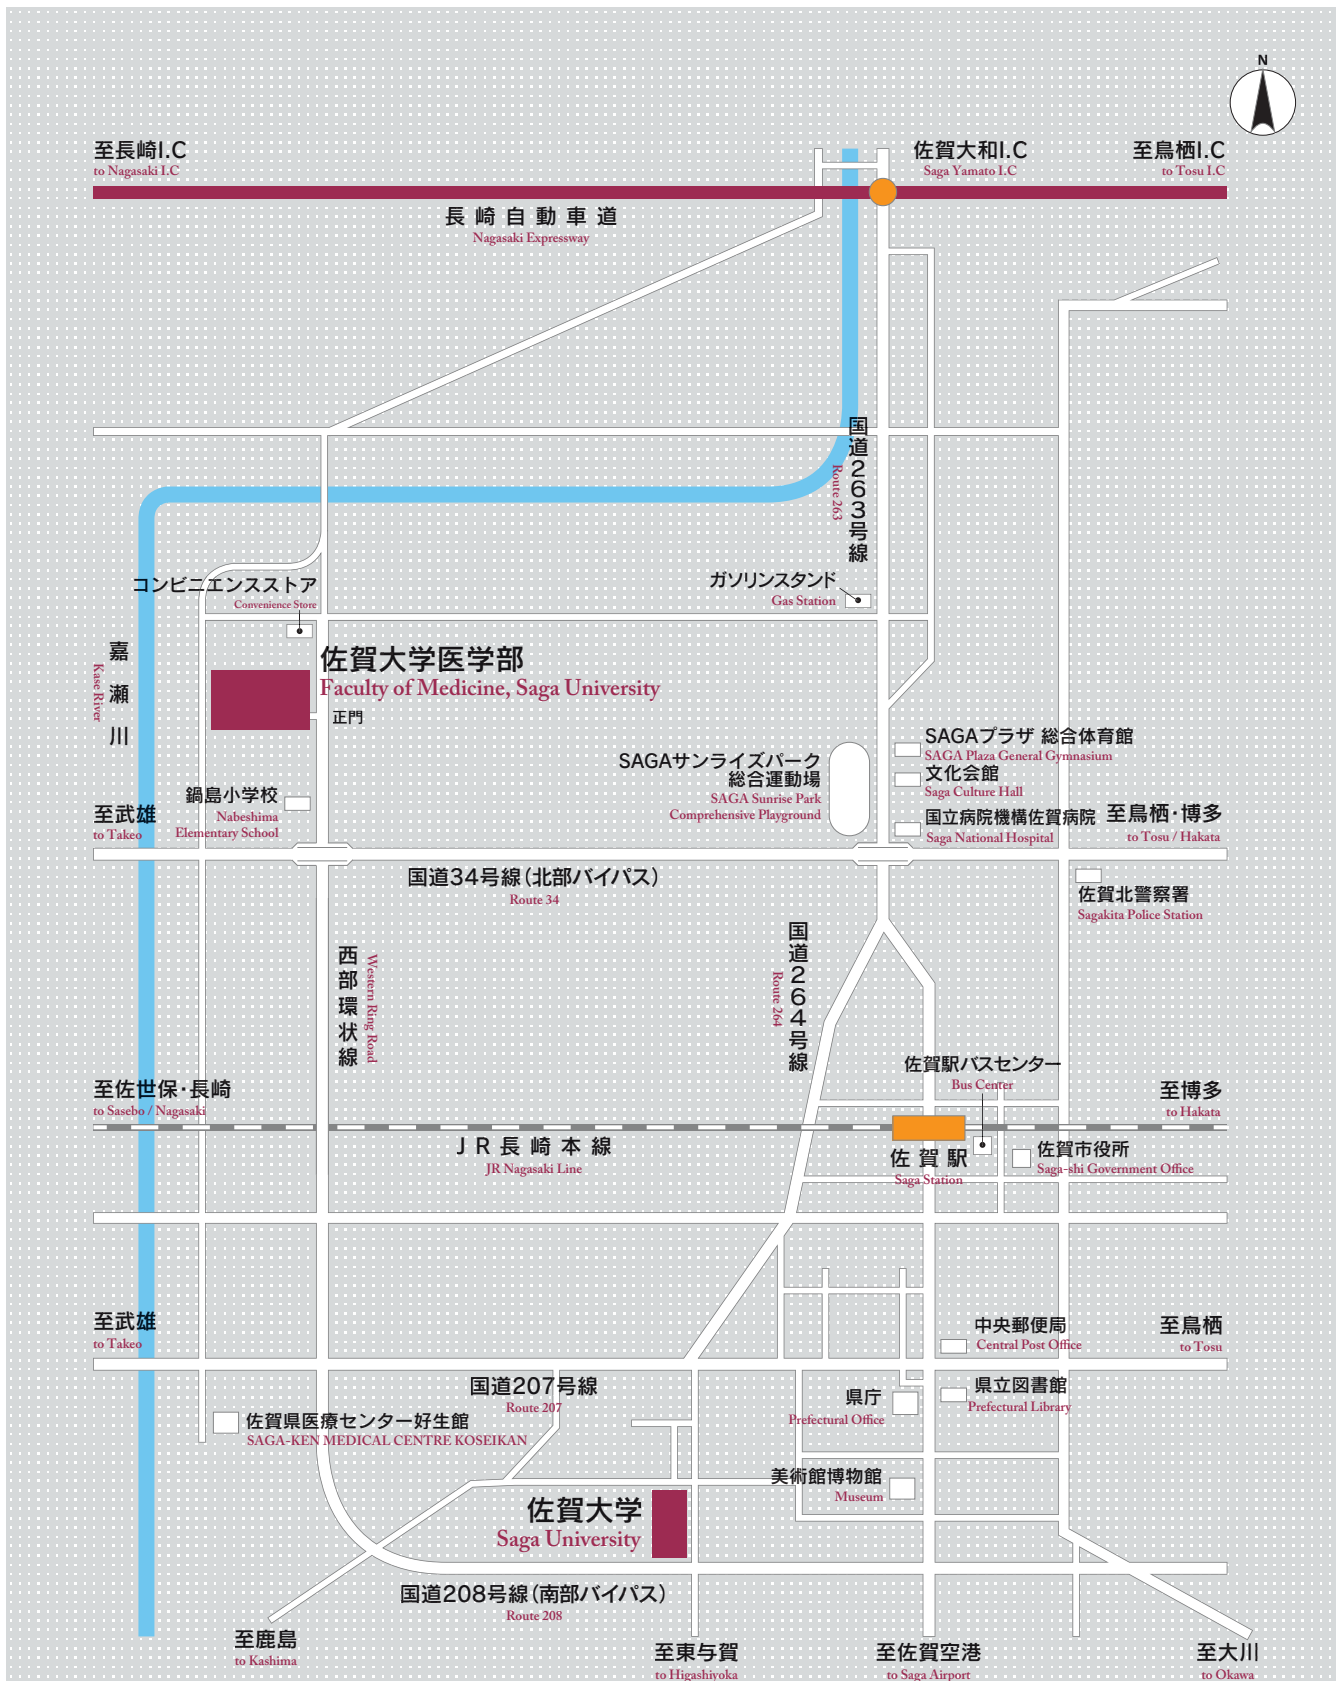 N
至長崎I.C
to Nagasaki I.C
佐賀大和I.C
Saga Yamato I.C
至鳥栖I.C
to Tosu I.C
長崎自動車道
Nagasaki Expressway
国道263号線
Route 263
コンビニエンスストア
Convenience Store
ガソリンスタンド
Gas Station
嘉瀬川
Kase River
佐賀大学医学部
Faculty of Medicine, Saga University
正門
SAGAプラザ 総合体育館
SAGA Plaza General Gymnasium
SAGAサンライズパーク
総合運動場
SAGA Sunrise Park
Comprehensive Playground
文化会館
Saga Culture Hall
鍋島小学校
Nabeshima
Elementary School
至武雄
to Takeo
国立病院機構佐賀病院
Saga National Hospital
至鳥栖・博多
to Tosu / Hakata
国道34号線(北部バイパス)
Route 34
佐賀北警察署
Sagakita Police Station
西部環状線
Western Ring Road
国道264号線
Route 264
佐賀駅バスセンター
Bus Center
至佐世保・長崎
to Sasebo / Nagasaki
至博多
to Hakata
JR長崎本線
JR Nagasaki Line
佐賀駅
Saga Station
佐賀市役所
Saga-shi Government Office
至武雄
to Takeo
中央郵便局
Central Post Office
至鳥栖
to Tosu
国道207号線
Route 207
県庁
Prefectural Office
県立図書館
Prefectural Library
佐賀県医療センター好生館
SAGA-KEN MEDICAL CENTRE KOSEIKAN
美術館博物館
Museum
佐賀大学
Saga University
国道208号線(南部バイパス)
Route 208
至鹿島
to Kashima
至東与賀
to Higashiyoka
至佐賀空港
to Saga Airport
至大川
to Okawa